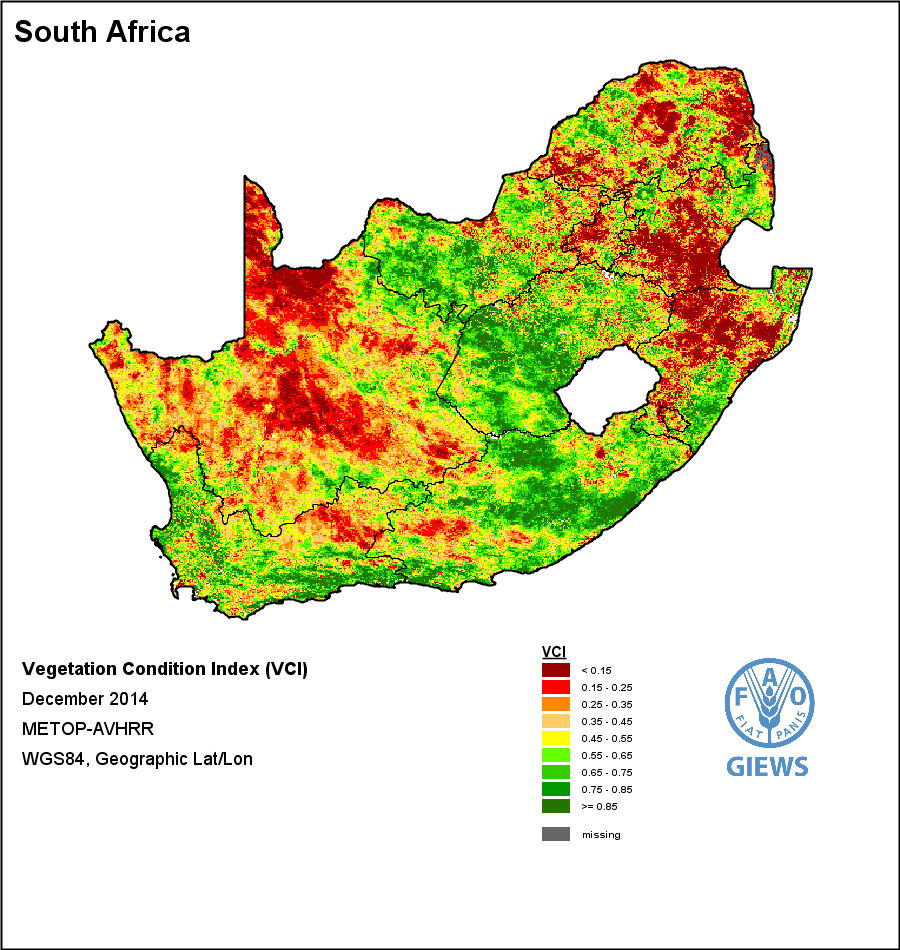 South Africa
Vegetation Condition Index (VCI)
December 2014
METOP-AVHRR
WGS84, Geographic Lat/Lon
VCI
< 0.15
0.15 - 0.25
0.25 - 0.35
0.35 - 0.45
0.45 - 0.55
0.55 - 0.65
0.65 - 0.75
0.75 - 0.85
>= 0.85
missing
F A O
FIAT PANIS
GIEWS